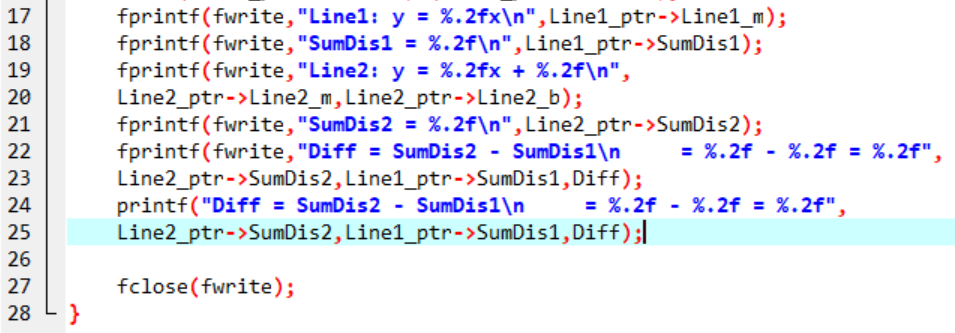 17 fprintf(fwrite,"Line1: y = %.2fx\n",Line1_ptr->Line1_m);
18 fprintf(fwrite,"SumDis1 = %.2f\n",Line1_ptr->SumDis1);
19 fprintf(fwrite,"Line2: y = %.2fx + %.2f\n",
20 Line2_ptr->Line2_m,Line2_ptr->Line2_b);
21 fprintf(fwrite,"SumDis2 = %.2f\n",Line2_ptr->SumDis2);
22 fprintf(fwrite,"Diff = SumDis2 - SumDis1\n     = %.2f - %.2f = %.2f",
23 Line2_ptr->SumDis2,Line1_ptr->SumDis1,Diff);
24 printf("Diff = SumDis2 - SumDis1\n     = %.2f - %.2f = %.2f",
25 Line2_ptr->SumDis2,Line1_ptr->SumDis1,Diff);
26
27 fclose(fwrite);
28 }